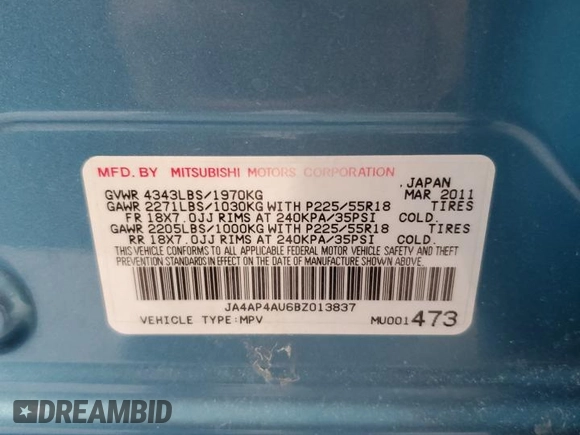 MFD. BY MITSUBISHI MOTORS CORPORATION
. JAPAN
GVWR 4343LBS/1970KG MAR 2011
GAWR 2271LBS/1030KG WITH P225/55R18 TIRES
FR 18X7.0JJ RIMS AT 240KPA/35PSI COLD.
GAWR 2205LBS/1000KG WITH P225/55R18 TIRES
RR 18X7.0JJ RIMS AT 240KPA/35PSI COLD.
THIS VEHICLE CONFORMS TO ALL APPLICABLE FEDERAL MOTOR VEHICLE SAFETY AND THEFT
PREVENTION STANDARDS IN EFFECT ON THE DATE OF MANUFACTURE SHOWN ABOVE.
JA4AP4AU6BZ013837
VEHICLE TYPE:MPV MU001473
DREAMBID